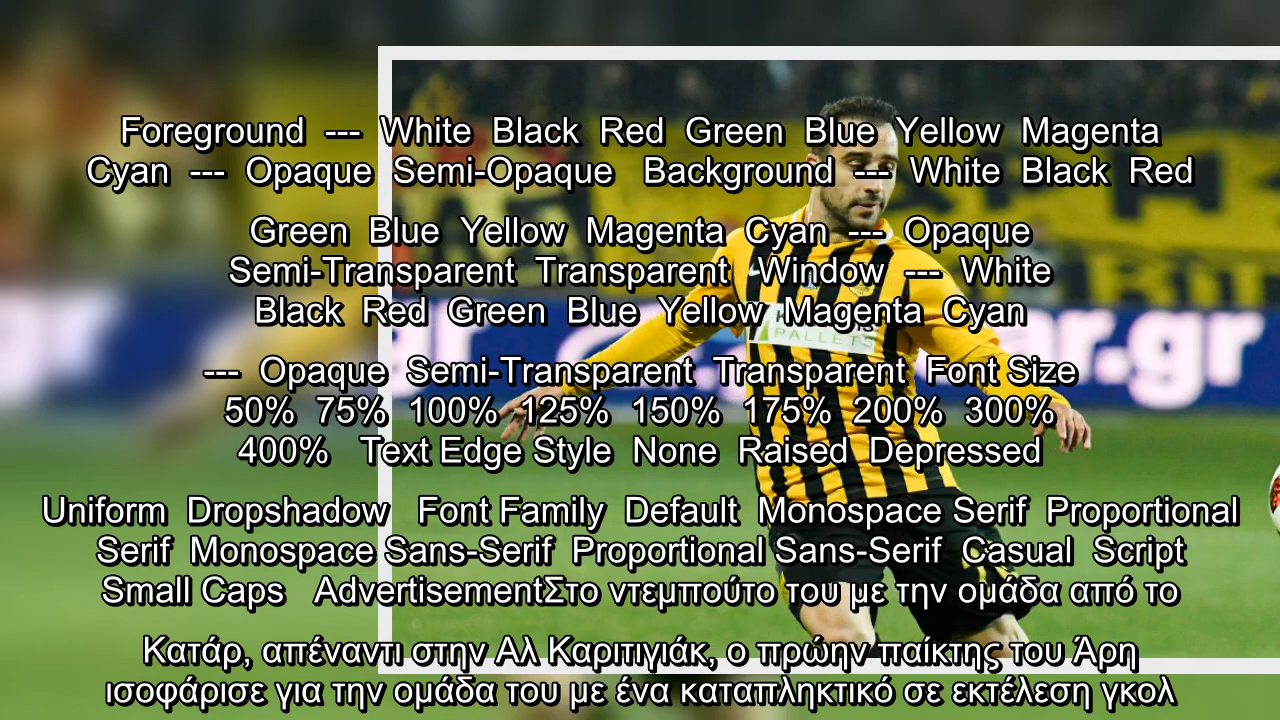 Foreground --- White Black Red Green Blue Yellow Magenta
Cyan --- Opaque Semi-Opaque Background --- White Black Red
Green Blue Yellow Magenta Cyan --- Opaque
Semi-Transparent Transparent Window --- White
Black Red Green Blue Yellow Magenta Cyan
--- Opaque Semi-Transparent Transparent Font Size
50% 75% 100% 125% 150% 175% 200% 300%
400% Text Edge Style None Raised Depressed
Uniform Dropshadow Font Family Default Monospace Serif Proportional
Serif Monospace Sans-Serif Proportional Sans-Serif Casual Script
Small Caps AdvertisementΣτο ντεμπούτο του με την ομάδα από το
Κατάρ, απέναντι στην Αλ Καριτιγιάκ, ο πρώην παίκτης του Άρη
ισοφάρισε για την ομάδα του με ένα καταπληκτικό σε εκτέλεση γκολ
ar.gr
PALLETS